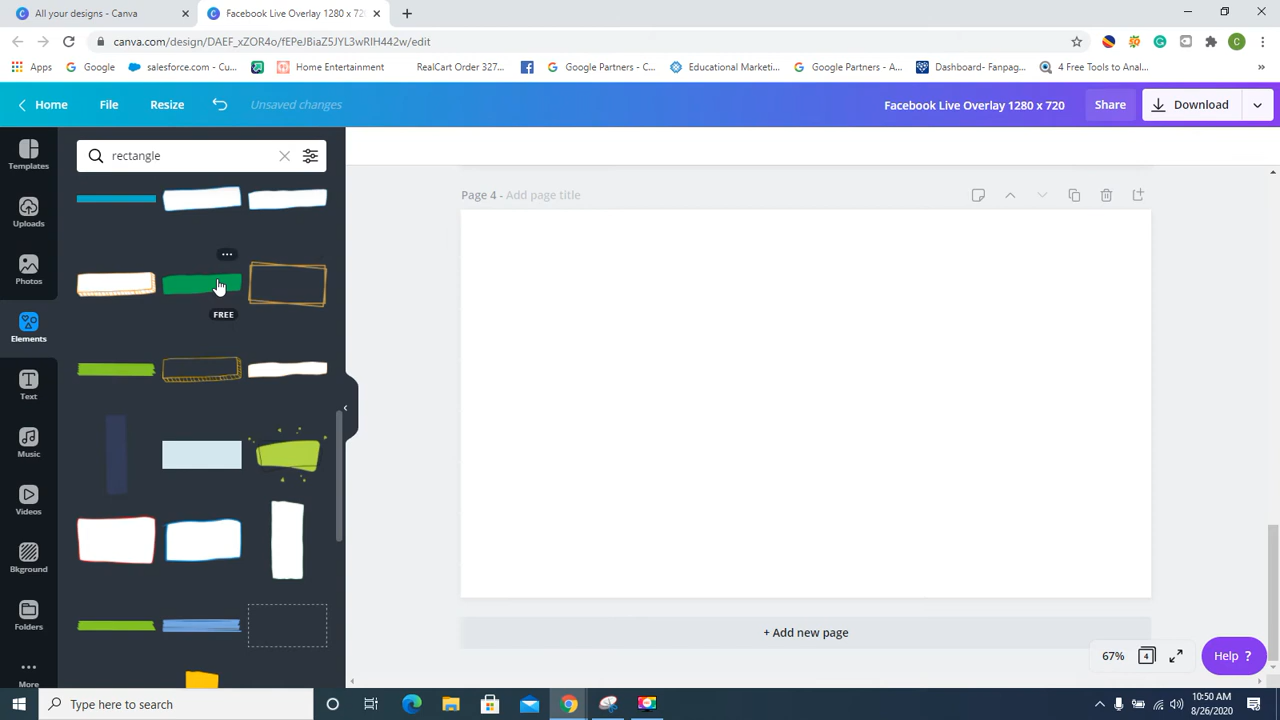 All your designs - Canva
Facebook Live Overlay 1280 x 720
canva.com/design/DAEF_xZOR4o/fEPeJBiaZ5JYL3wRIH442w/edit
Apps Google salesforce.com - Cu... Home Entertainment RealCart Order 327... Google Partners - C... Educational Marketi... Google Partners - A... Dashboard-Fanpag... 4 Free Tools to Anal... »
Home File Resize Unsaved changes Facebook Live Overlay 1280 x 720 Share Download
Templates
rectangle
Page 4 - Add page title
Uploads
Photos
FREE
Elements
Text
Music
Videos
Bkground
Folders
Add new page
67% 4 Help ?
More
Type here to search
10:50 AM
8/26/2020